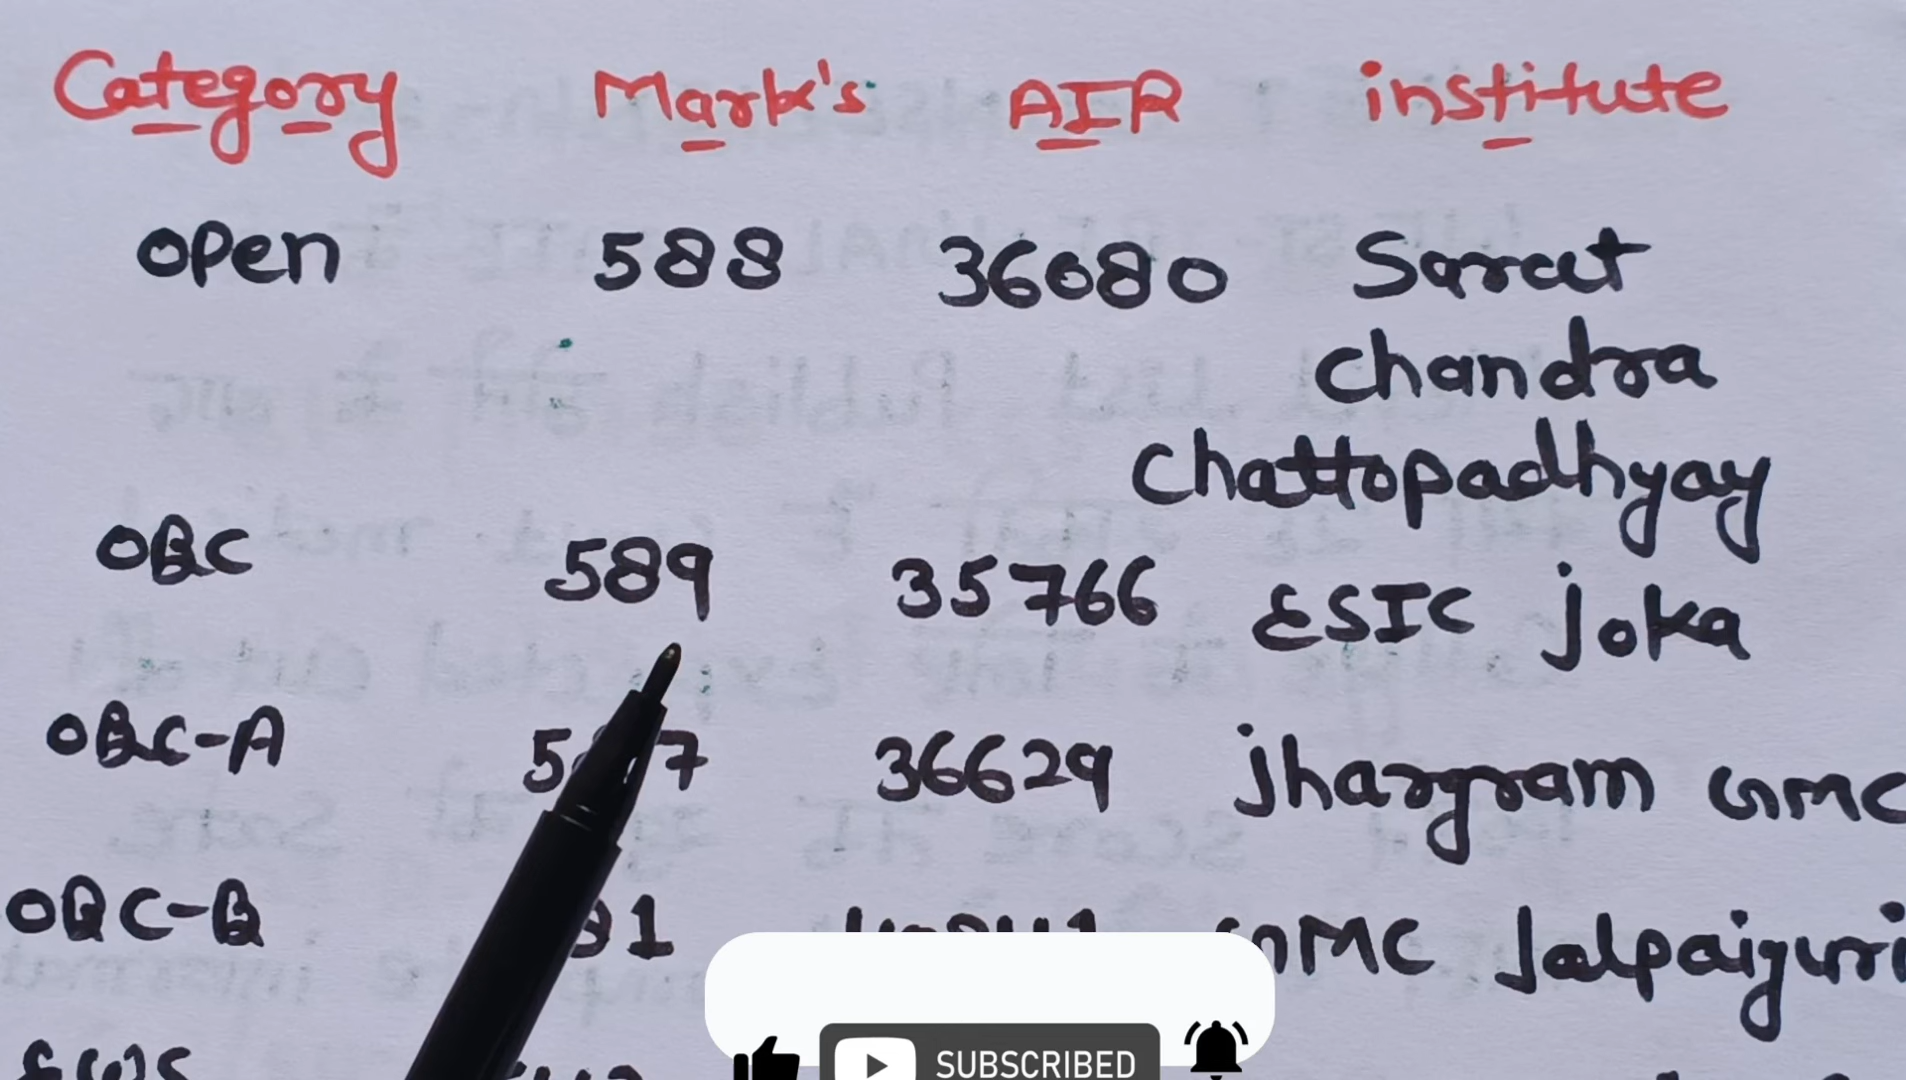 Category Mark's AIR institute
open 588 36080 Sarat
Chandra
Chattopadhyay
OBC 589 35766 ESIC joka
OBC-A 36629 jhargram GMC
OBC-B GMC Jalpaiguri
EWS
SUBSCRIBED